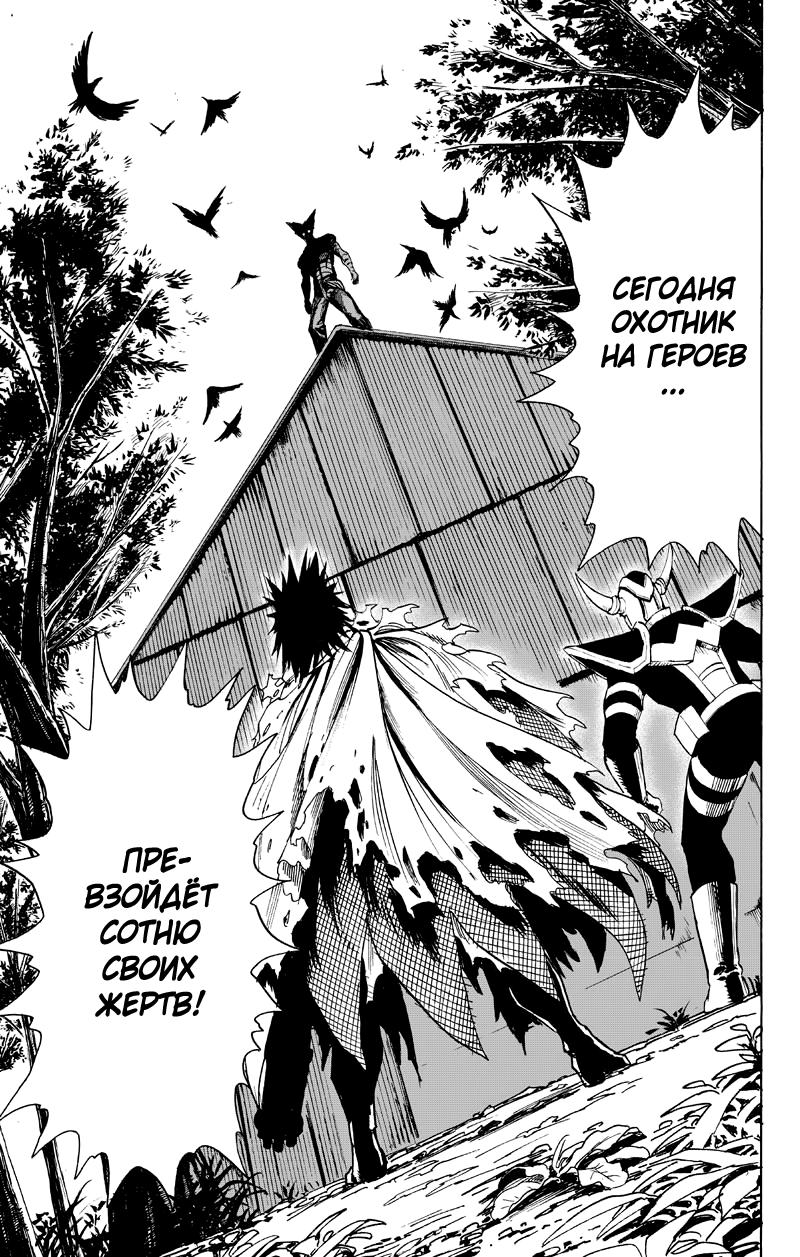 СЕГОДНЯ
ОХОТНИК
НА ГЕРОЕВ
...
ПРЕ-
ВЗОЙДЁТ
СОТНЮ
СВОИХ
ЖЕРТВ!